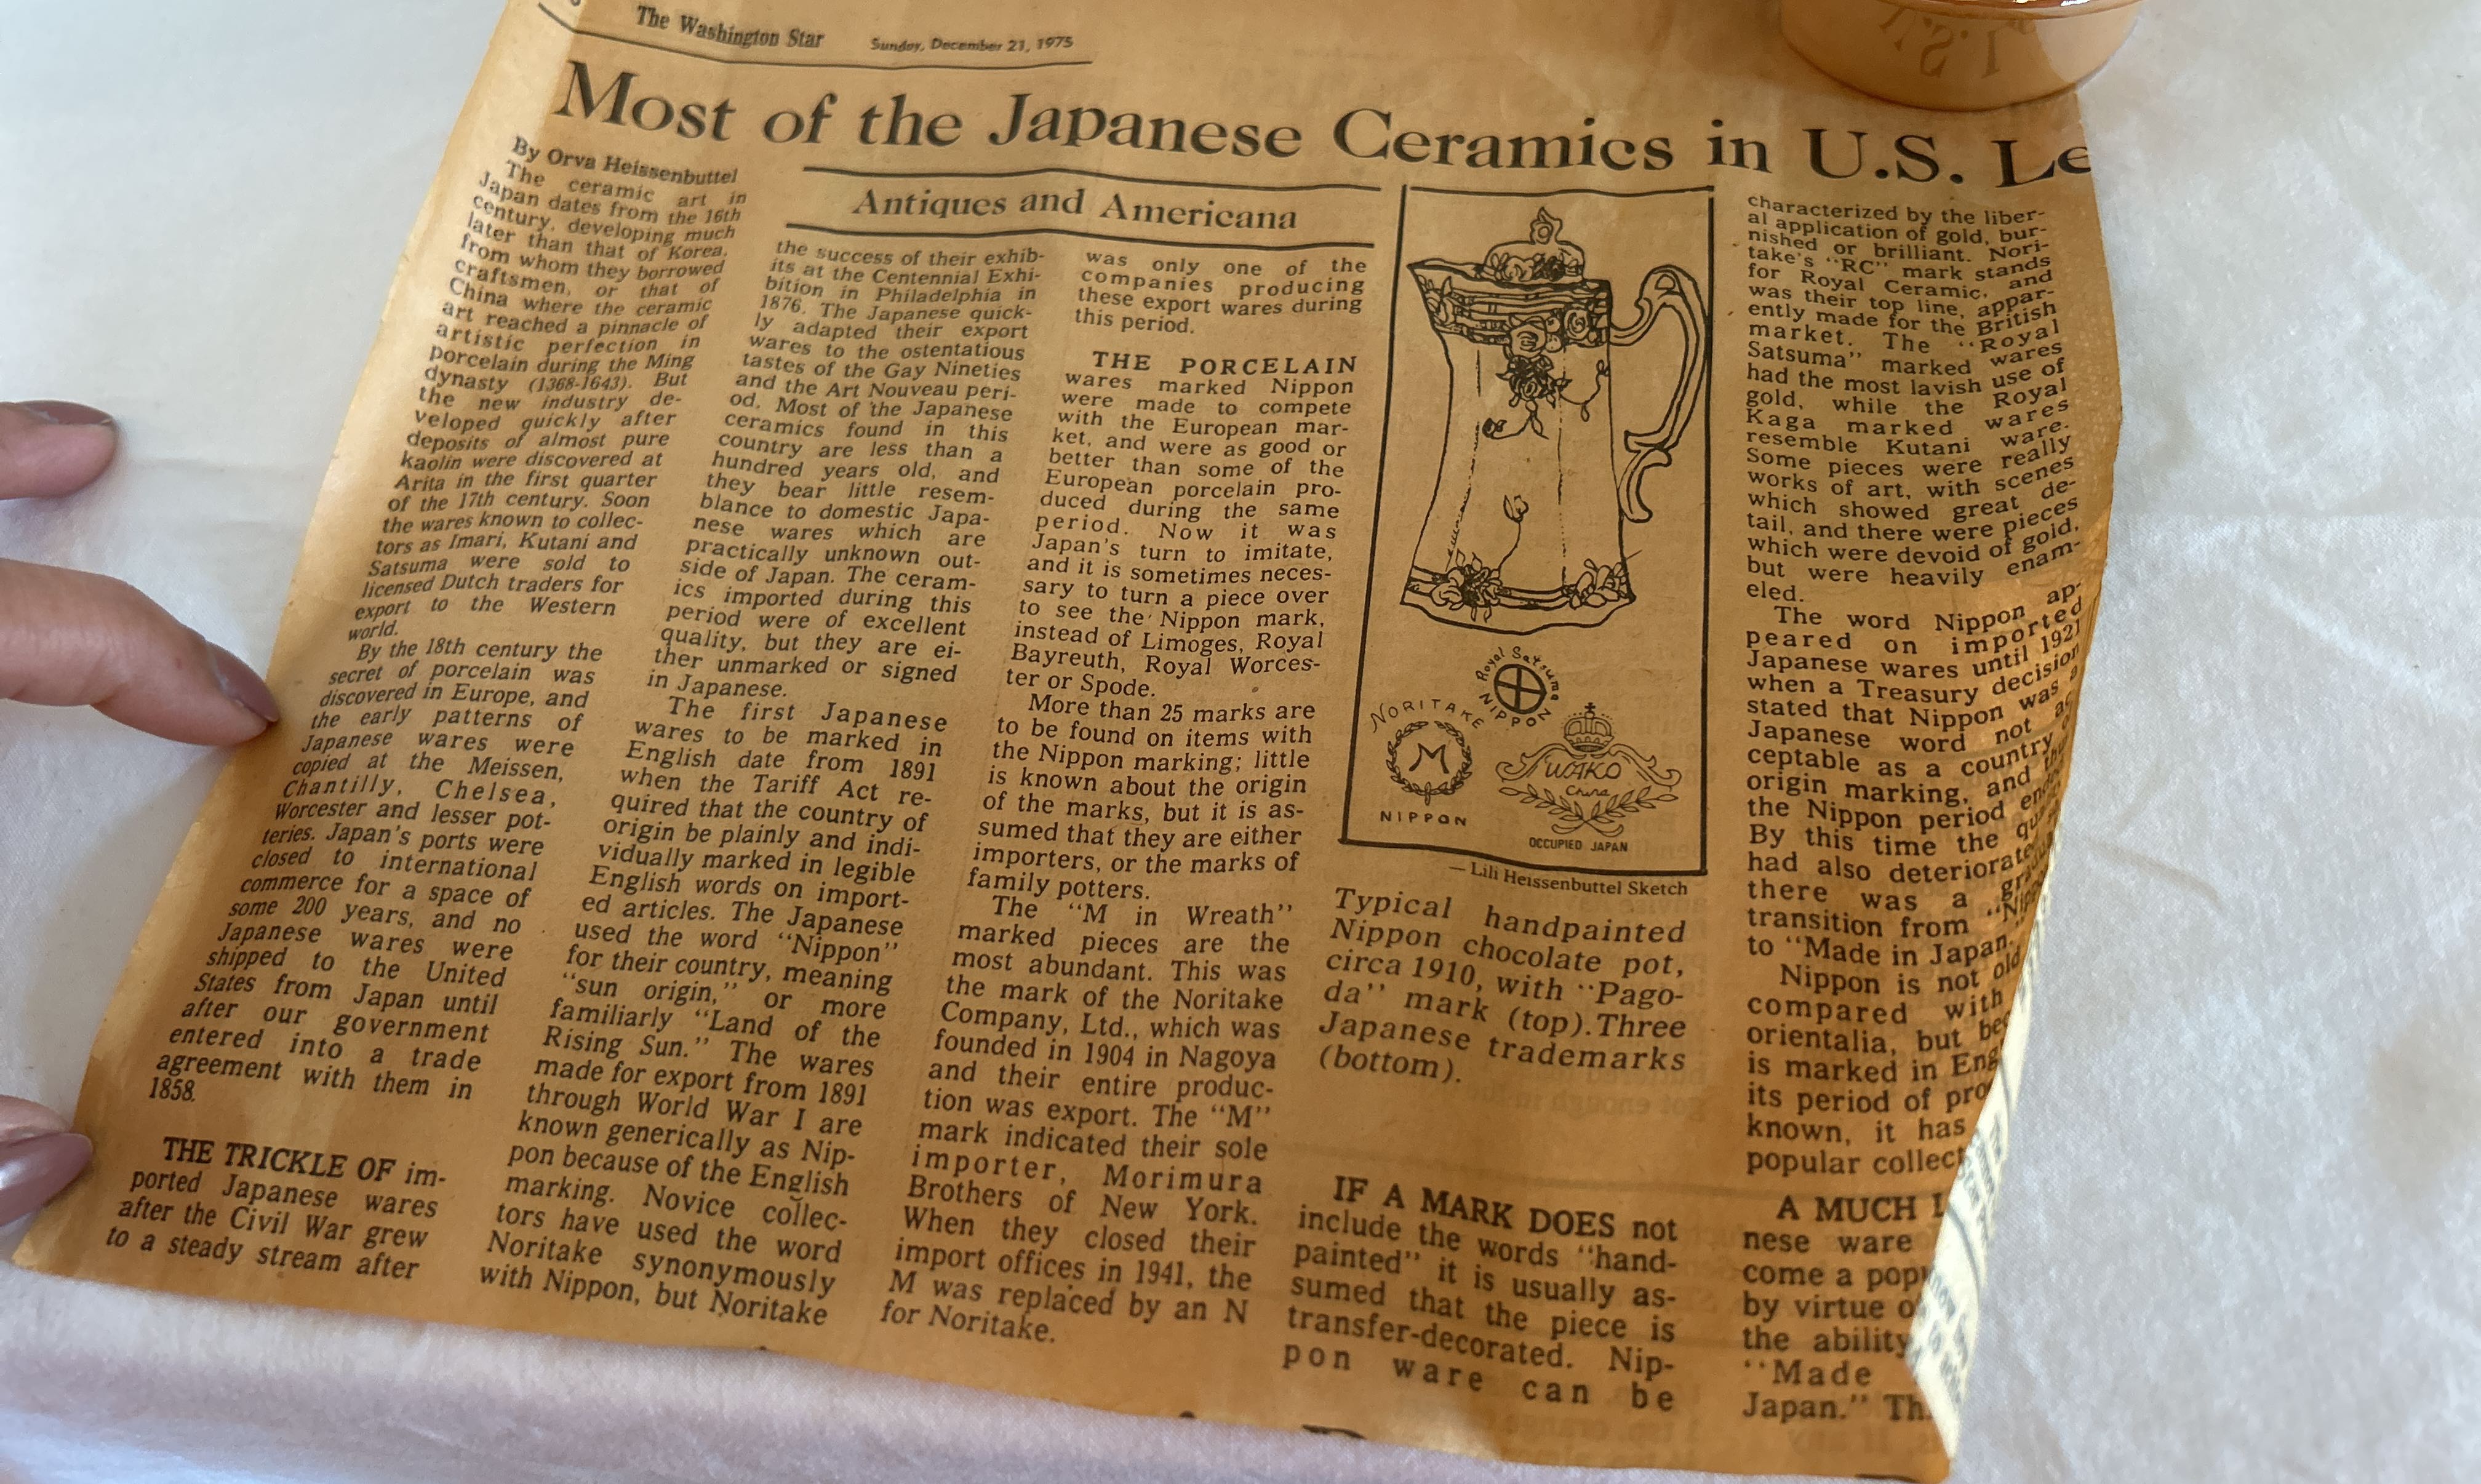 The Washington Star Sunday, December 21, 1975
Most of the Japanese Ceramics in U.S. Le
Antiques and Americana
By Orva Heissenbuttel
The ceramic art in
Japan dates from the 16th
century, developing much
later than that of Korea,
from whom they borrowed
craftsmen, or that of
China where the ceramic
art reached a pinnacle of
artistic perfection in
porcelain during the Ming
dynasty (1368-1643). But
the new industry de-
veloped quickly after
deposits of almost pure
kaolin were discovered at
Arita in the first quarter
of the 17th century. Soon
the wares known to collec-
tors as Imari, Kutani and
Satsuma were sold to
licensed Dutch traders for
export to the Western
world.
By the 18th century the
secret of porcelain was
discovered in Europe, and
the early patterns of
Japanese wares were
copied at the Meissen,
Chantilly, Chelsea,
Worcester and lesser pot-
teries. Japan's ports were
closed to international
commerce for a space of
some 200 years, and no
Japanese wares were
shipped to the United
States from Japan until
after our government
entered into a trade
agreement with them in
1858.
THE TRICKLE OF im-
ported Japanese wares
after the Civil War grew
to a steady stream after
the success of their exhib-
its at the Centennial Exhi-
bition in Philadelphia in
1876. The Japanese quick-
ly adapted their export
wares to the ostentatious
tastes of the Gay Nineties
and the Art Nouveau peri-
od. Most of the Japanese
ceramics found in this
country are less than a
hundred years old, and
they bear little resem-
blance to domestic Japa-
nese wares which are
practically unknown out-
side of Japan. The ceram-
ics imported during this
period were of excellent
quality, but they are ei-
ther unmarked or signed
in Japanese.
The first Japanese
wares to be marked in
English date from 1891
when the Tariff Act re-
quired that the country of
origin be plainly and indi-
vidually marked in legible
English words on import-
ed articles. The Japanese
used the word "Nippon"
for their country, meaning
"sun origin," or more
familiarly "Land of the
Rising Sun." The wares
made for export from 1891
through World War I are
known generically as Nip-
pon because of the English
marking. Novice collec-
tors have used the word
Noritake synonymously
with Nippon, but Noritake
was only one of the
companies producing
these export wares during
this period.
THE PORCELAIN
wares marked Nippon
were made to compete
with the European mar-
ket, and were as good or
better than some of the
European porcelain pro-
duced during the same
period. Now it was
Japan's turn to imitate,
and it is sometimes neces-
sary to turn a piece over
to see the Nippon mark,
instead of Limoges, Royal
Bayreuth, Royal Worces-
ter or Spode.
More than 25 marks are
to be found on items with
the Nippon marking; little
is known about the origin
of the marks, but it is as-
sumed that they are either
importers, or the marks of
family potters.
The "M in Wreath"
marked pieces are the
most abundant. This was
the mark of the Noritake
Company, Ltd., which was
founded in 1904 in Nagoya
and their entire produc-
tion was export. The "M"
mark indicated their sole
importer, Morimura
Brothers of New York.
When they closed their
import offices in 1941, the
M was replaced by an N
for Noritake.
Royal Satsuma
NIPPON
NORITAKE
M
NIPPON
WAKO
China
OCCUPIED JAPAN
— Lili Heissenbuttel Sketch
Typical handpainted
Nippon chocolate pot,
circa 1910, with "Pago-
da" mark (top).Three
Japanese trademarks
(bottom).
IF A MARK DOES not
include the words "hand-
painted" it is usually as-
sumed that the piece is
transfer-decorated. Nip-
pon ware can be
characterized by the liber-
al application of gold, bur-
nished or brilliant. Nori-
take's "RC" mark stands
for Royal Ceramic, and
was their top line, appar-
ently made for the British
market. The "Royal
Satsuma" marked wares
had the most lavish use of
gold, while the Royal
Kaga marked wares
resemble Kutani ware.
Some pieces were really
works of art, with scenes
which showed great de-
tail, and there were pieces
which were devoid of gold,
but were heavily enam-
eled.
The word Nippon ap-
peared on imported
Japanese wares until 1921
when a Treasury decision
stated that Nippon was a
Japanese word not ac
ceptable as a country
origin marking, and
the Nippon period
By this time the
had also deteriorate
there was a
transition from
to "Made in Japan."
Nippon is not old
compared with
orientalia, but
is marked in Eng
its period of pro
known, it has
popular collect
A MUCH L
nese ware
come a pop
by virtue o
the ability
"Made
Japan." Th